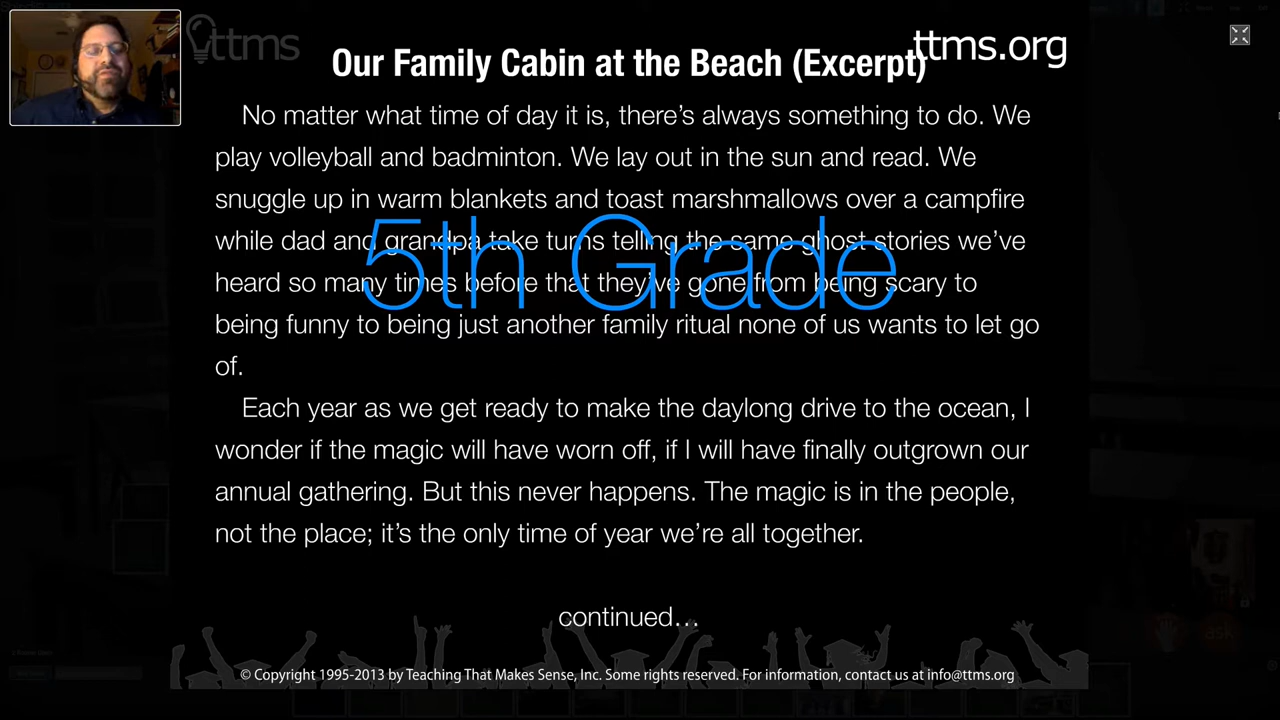 ttms
ttms.org
Our Family Cabin at the Beach (Excerpt)
No matter what time of day it is, there’s always something to do. We
play volleyball and badminton. We lay out in the sun and read. We
snuggle up in warm blankets and toast marshmallows over a campfire
while dad and grandpa take turns telling the same ghost stories we’ve
heard so many times before that they’ve gone from being scary to
being funny to being just another family ritual none of us wants to let go
of.
5th Grade
Each year as we get ready to make the daylong drive to the ocean, I
wonder if the magic will have worn off, if I will have finally outgrown our
annual gathering. But this never happens. The magic is in the people,
not the place; it’s the only time of year we’re all together.
continued…
ask
© Copyright 1995-2013 by Teaching That Makes Sense, Inc. Some rights reserved. For information, contact us at info@ttms.org